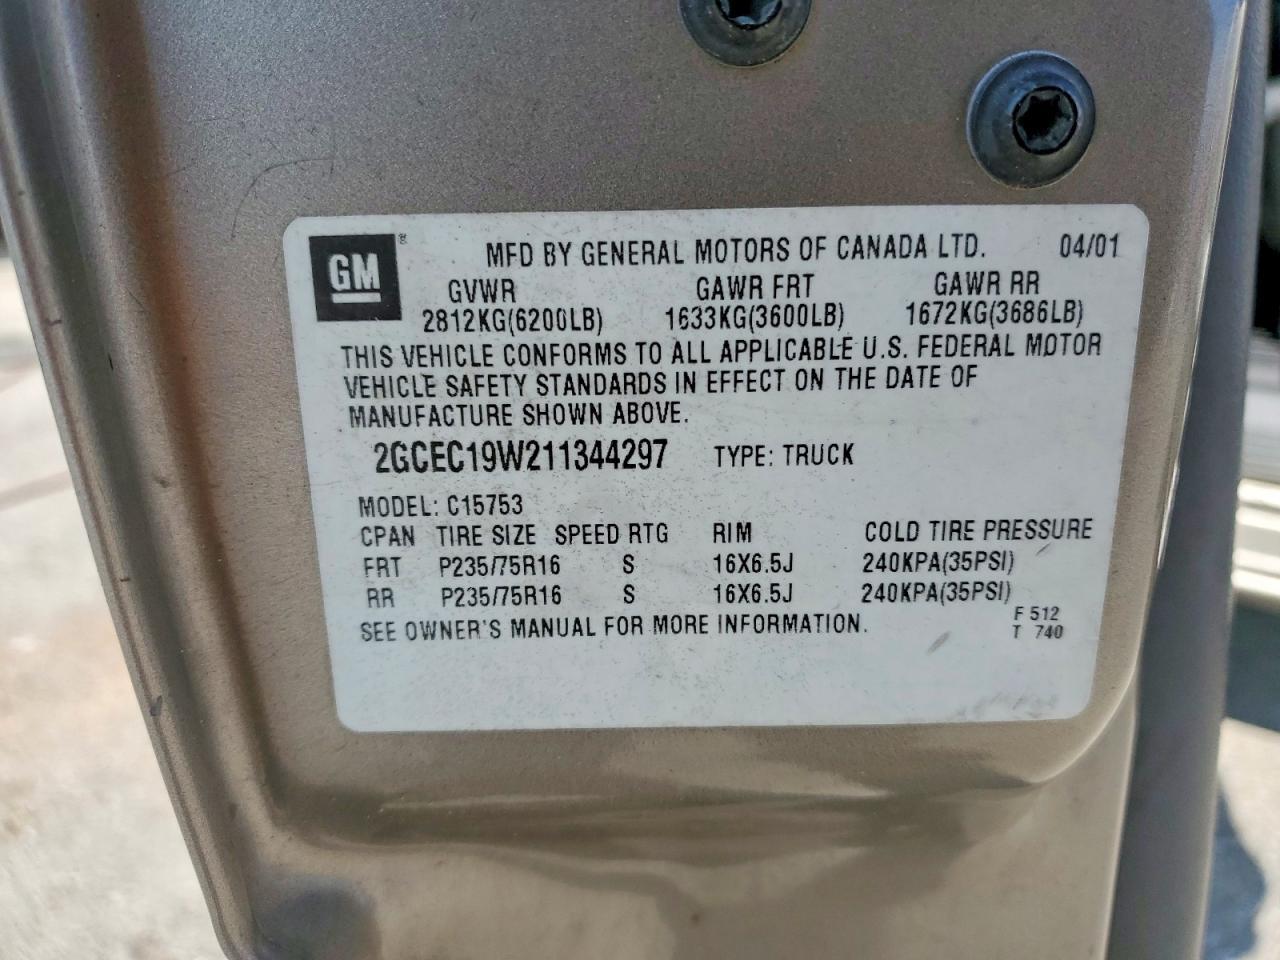 GM® MFD BY GENERAL MOTORS OF CANADA LTD. 04/01
GVWR GAWR FRT GAWR RR
2812KG(6200LB) 1633KG(3600LB) 1672KG(3686LB)
THIS VEHICLE CONFORMS TO ALL APPLICABLE U.S. FEDERAL MOTOR
VEHICLE SAFETY STANDARDS IN EFFECT ON THE DATE OF
MANUFACTURE SHOWN ABOVE.
2GCEC19W211344297 TYPE: TRUCK
MODEL: C15753
CPAN TIRE SIZE SPEED RTG RIM COLD TIRE PRESSURE
FRT P235/75R16 S 16X6.5J 240KPA(35PSI)
RR P235/75R16 S 16X6.5J 240KPA(35PSI)
SEE OWNER'S MANUAL FOR MORE INFORMATION. F 512
T 740